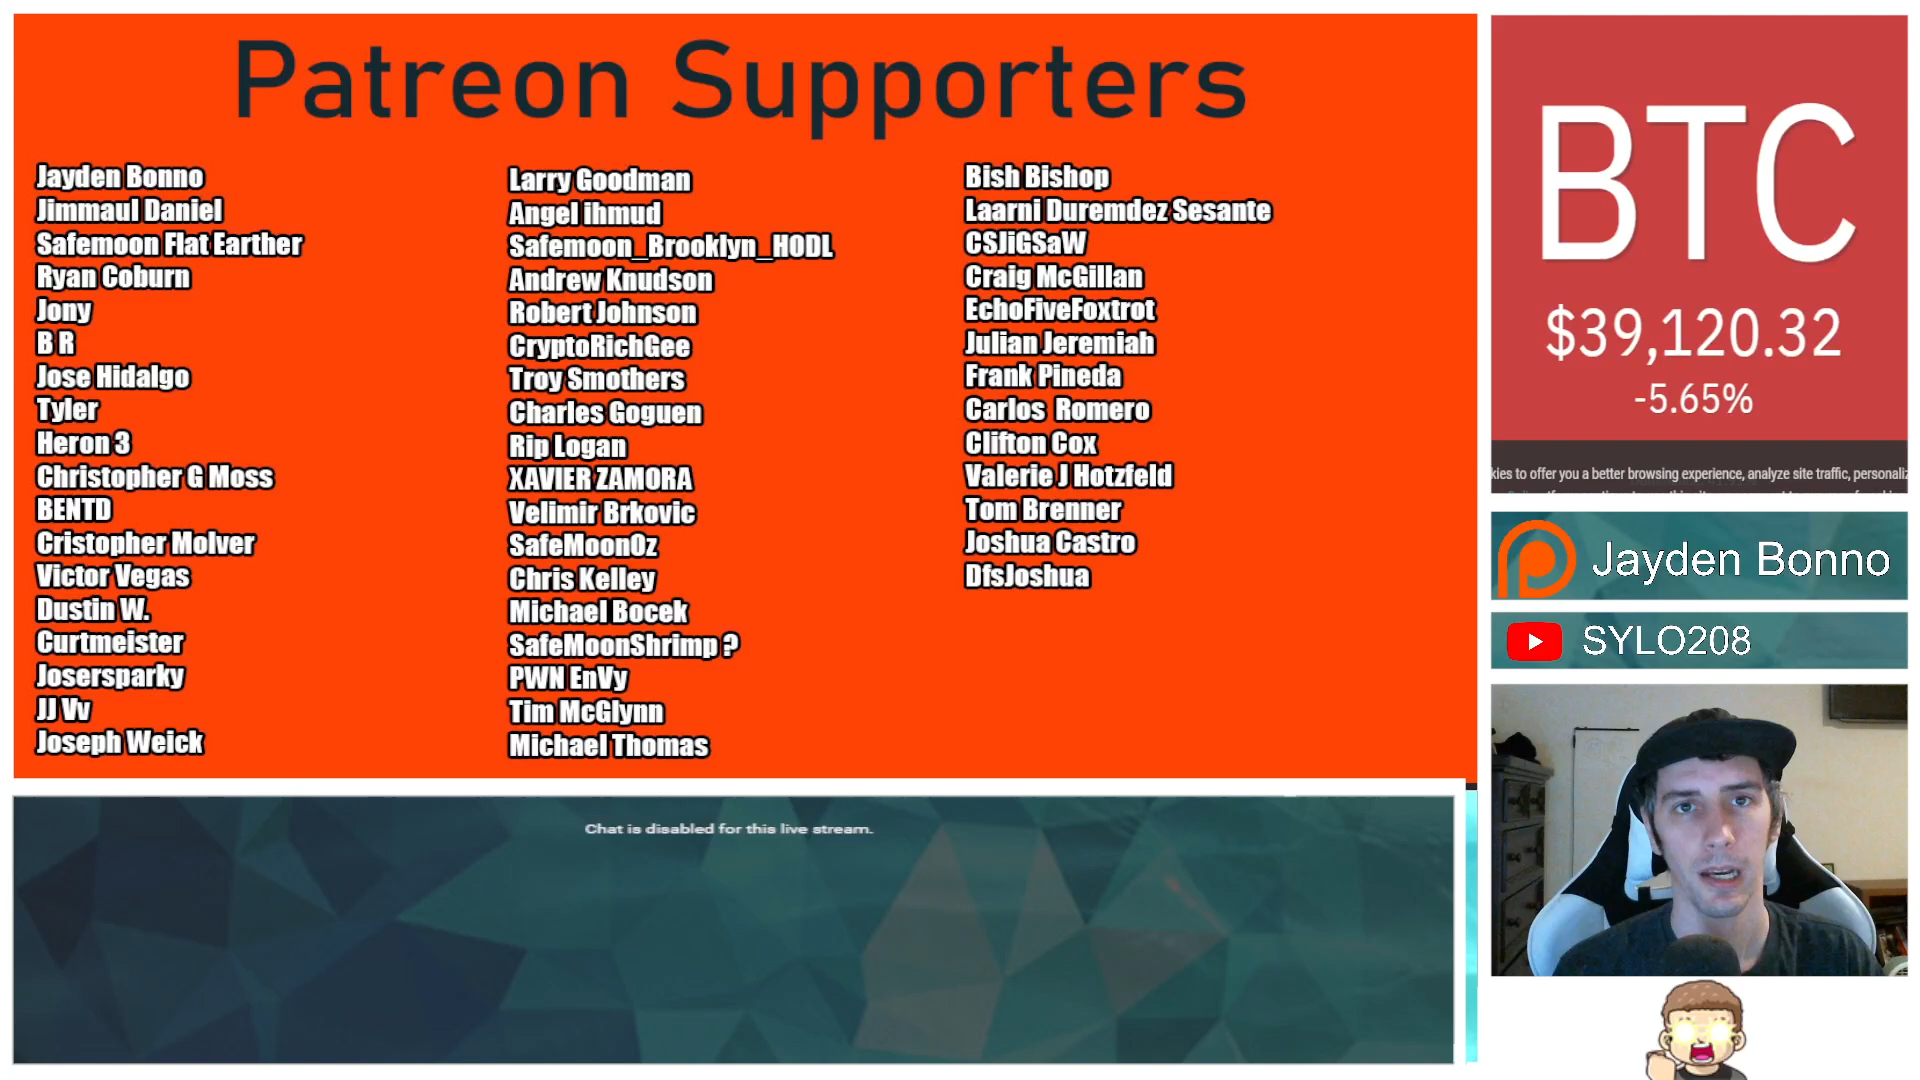 Patreon Supporters
Jayden Bonno
Jimmaul Daniel
Safemoon Flat Earther
Ryan Coburn
Jony
B R
Jose Hidalgo
Tyler
Heron 3
Christopher G Moss
BENTD
Cristopher Molver
Victor Vegas
Dustin W.
Curtmeister
Josersparky
JJ Vv
Joseph Weick
Larry Goodman
Angel ihmud
Safemoon_Brooklyn_HODL
Andrew Knudson
Robert Johnson
CryptoRichGee
Troy Smothers
Charles Goguen
Rip Logan
XAVIER ZAMORA
Velimir Brkovic
SafeMoonOz
Chris Kelley
Michael Bocek
SafeMoonShrimp ?
PWN EnVy
Tim McGlynn
Michael Thomas
Bish Bishop
Laarni Duremdez Sesante
CSJiGSaW
Craig McGillan
EchoFiveFoxtrot
Julian Jeremiah
Frank Pineda
Carlos Romero
Clifton Cox
Valerie J Hotzfeld
Tom Brenner
Joshua Castro
DfsJoshua
Chat is disabled for this live stream.
BTC
$39,120.32
-5.65%
kies to offer you a better browsing experience, analyze site traffic, personaliz
Jayden Bonno
SYLO208